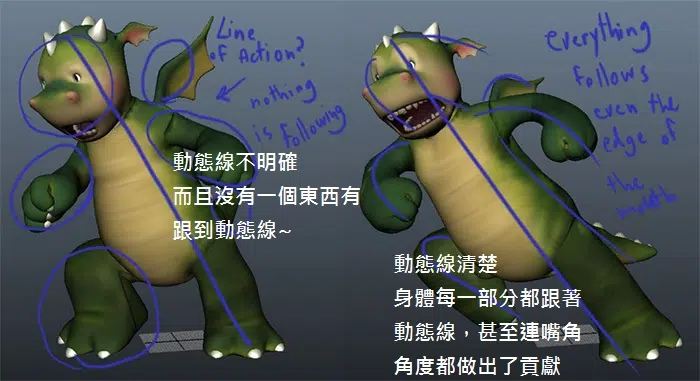 Line
of Action?
nothing
is following
動態線不明確
而且沒有一個東西有
跟到動態線~
everything
follows
even the
edge of
the mouth
動態線清楚
身體每一部分都跟著
動態線，甚至連嘴角
角度都做出了貢獻